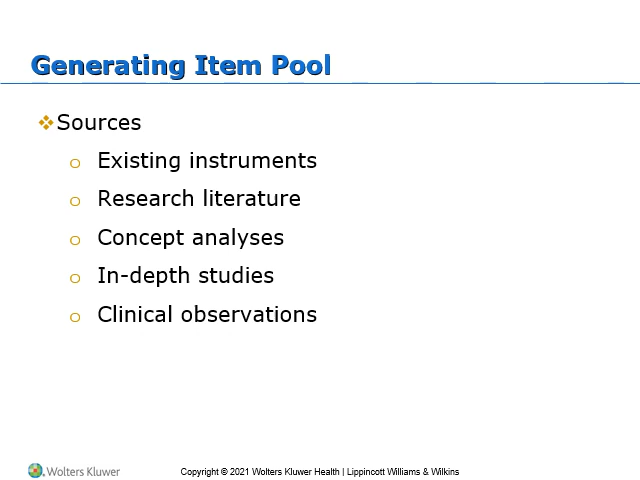 Generating Item Pool
❖Sources
o Existing instruments
o Research literature
o Concept analyses
o In-depth studies
o Clinical observations
Wolters Kluwer
Copyright © 2021 Wolters Kluwer Health | Lippincott Williams & Wilkins